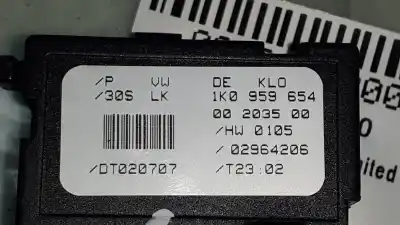 /P VW DE KLO
/30S LK 1K0 959 654
00 2035 00
/HW 0105
/02964206
/DT020707 /T23:02